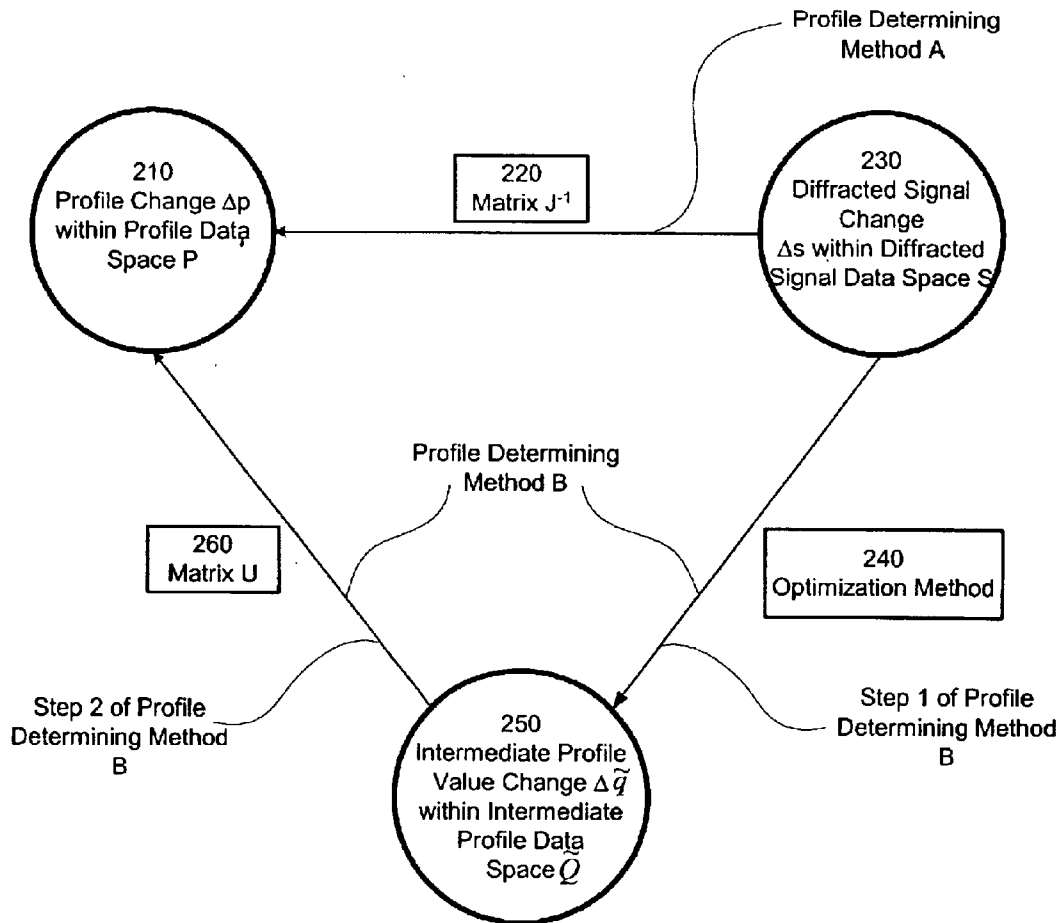 Profile Determining
Method A
210
Profile Change Δp
within Profile Data
Space P
220
Matrix J⁻¹
230
Diffracted Signal
Change
Δs within Diffracted
Signal Data Space S
Profile Determining
Method B
260
Matrix U
240
Optimization Method
Step 2 of Profile
Determining Method
B
250
Intermediate Profile
Value Change Δq̃
within Intermediate
Profile Data
Space Q̃
Step 1 of Profile
Determining Method
B